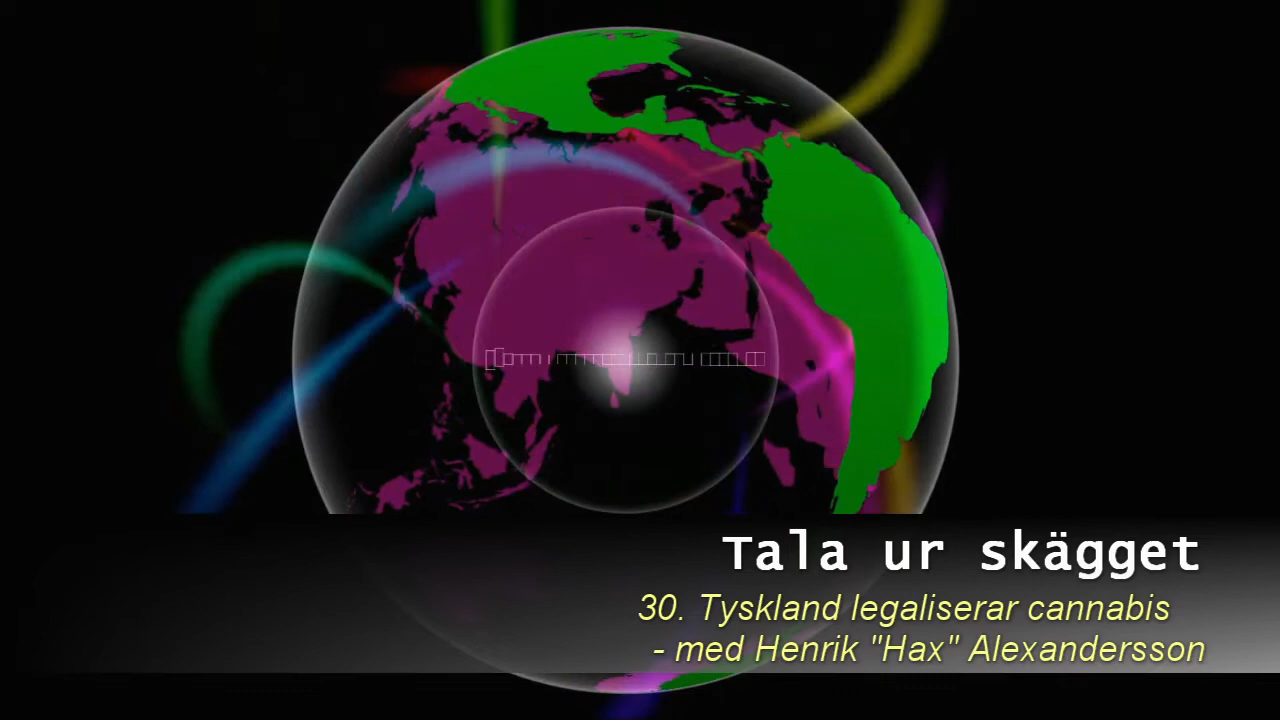 Tala ur skägget
30. Tyskland legaliserar cannabis
- med Henrik "Hax" Alexandersson